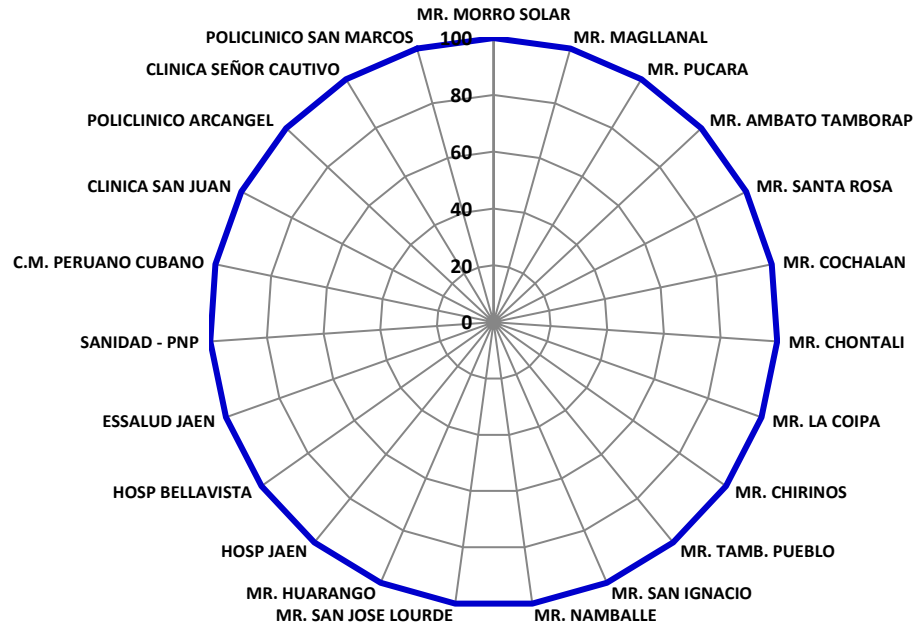 MR. MORRO SOLAR
POLICLINICO SAN MARCOS
100
MR. MAGLLANAL
CLINICA SEÑOR CAUTIVO
MR. PUCARA
80
POLICLINICO ARCANGEL
MR. AMBATO TAMBORAP
60
CLINICA SAN JUAN
MR. SANTA ROSA
40
C.M. PERUANO CUBANO
20
MR. COCHALAN
0
SANIDAD - PNP
MR. CHONTALI
ESSALUD JAEN
MR. LA COIPA
HOSP BELLAVISTA
MR. CHIRINOS
HOSP JAEN
MR. TAMB. PUEBLO
MR. HUARANGO
MR. SAN IGNACIO
MR. SAN JOSE LOURDE
MR. NAMBALLE